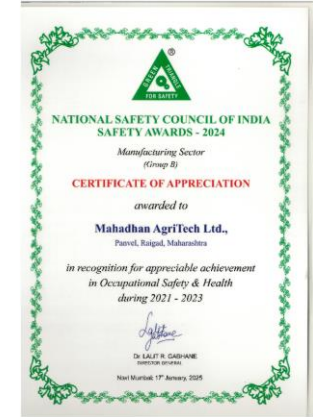 ®
GREEN TRIANGLE
FOR SAFETY
NATIONAL SAFETY COUNCIL OF INDIA
SAFETY AWARDS - 2024
Manufacturing Sector
(Group B)
CERTIFICATE OF APPRECIATION
awarded to
Mahadhan AgriTech Ltd.,
Panvel, Raigad, Maharashtra
in recognition for appreciable achievement
in Occupational Safety & Health
during 2021 - 2023
Dr. LALIT R. GABHANE
DIRECTOR GENERAL
Navi Mumbai, 17th January, 2025